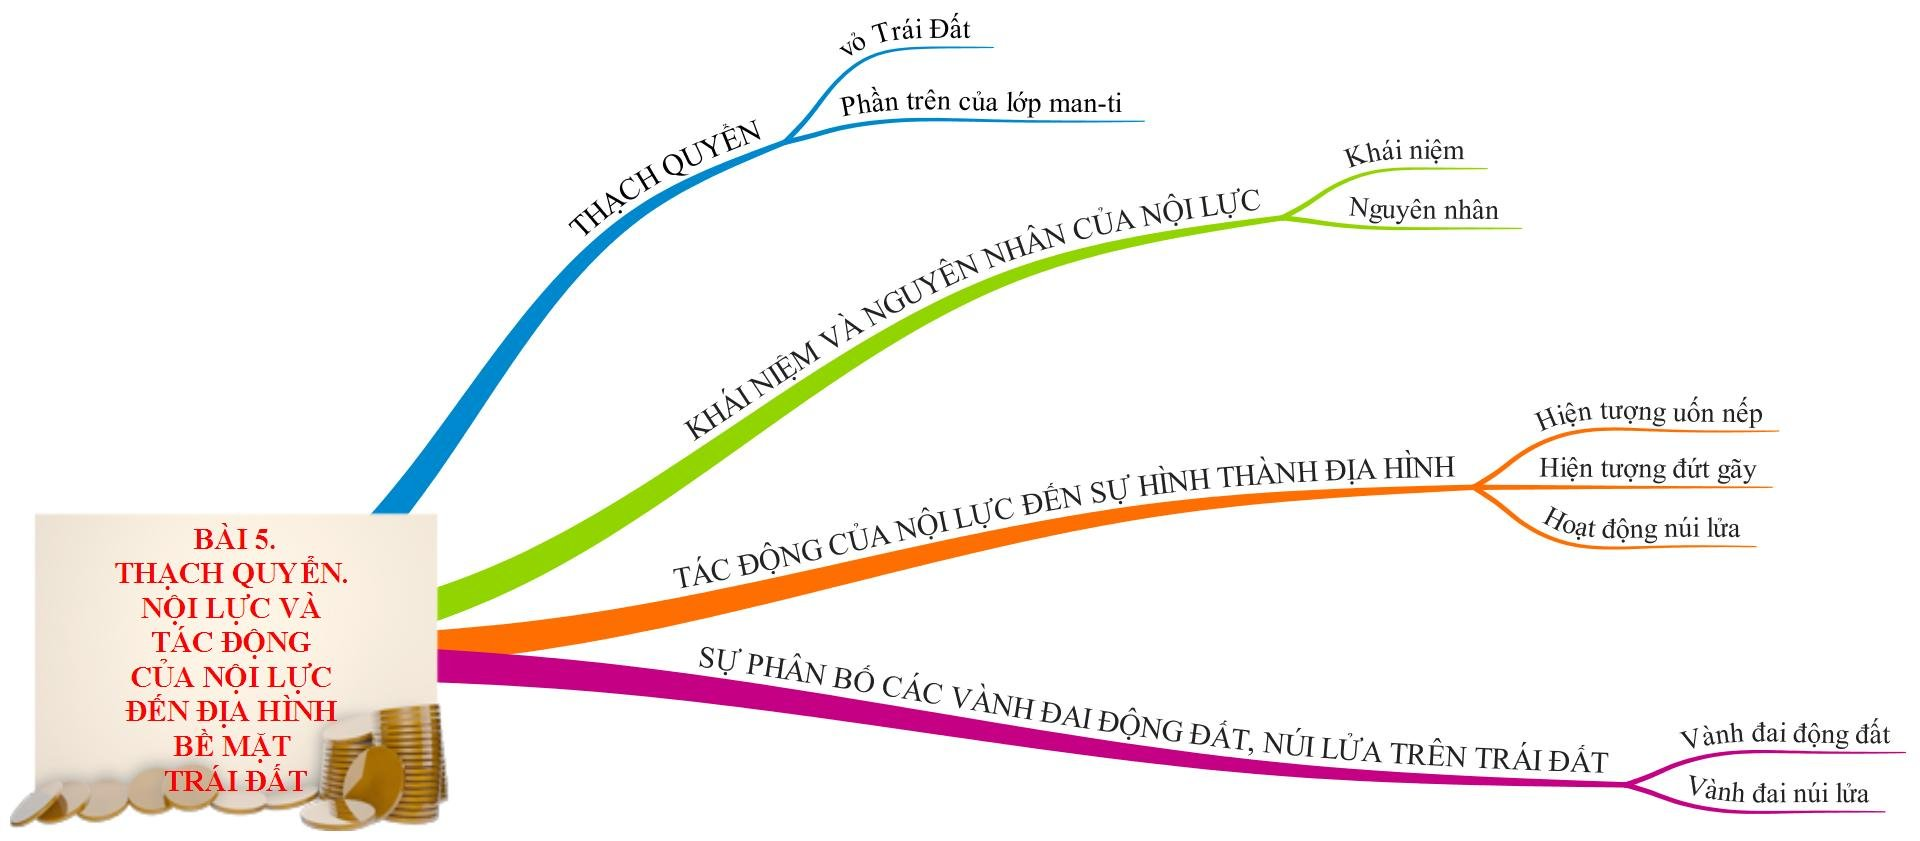 BÀI 5.
THẠCH QUYỂN.
NỘI LỰC VÀ
TÁC ĐỘNG
CỦA NỘI LỰC
ĐẾN ĐỊA HÌNH
BỀ MẶT
TRÁI ĐẤT
THẠCH QUYỂN
vỏ Trái Đất
Phần trên của lớp man-ti
KHÁI NIỆM VÀ NGUYÊN NHÂN CỦA NỘI LỰC
Khái niệm
Nguyên nhân
TÁC ĐỘNG CỦA NỘI LỰC ĐẾN SỰ HÌNH THÀNH ĐỊA HÌNH
Hiện tượng uốn nếp
Hiện tượng đứt gãy
Hoạt động núi lửa
SỰ PHÂN BỐ CÁC VÀNH ĐAI ĐỘNG ĐẤT, NÚI LỬA TRÊN TRÁI ĐẤT
Vành đai động đất
Vành đai núi lửa